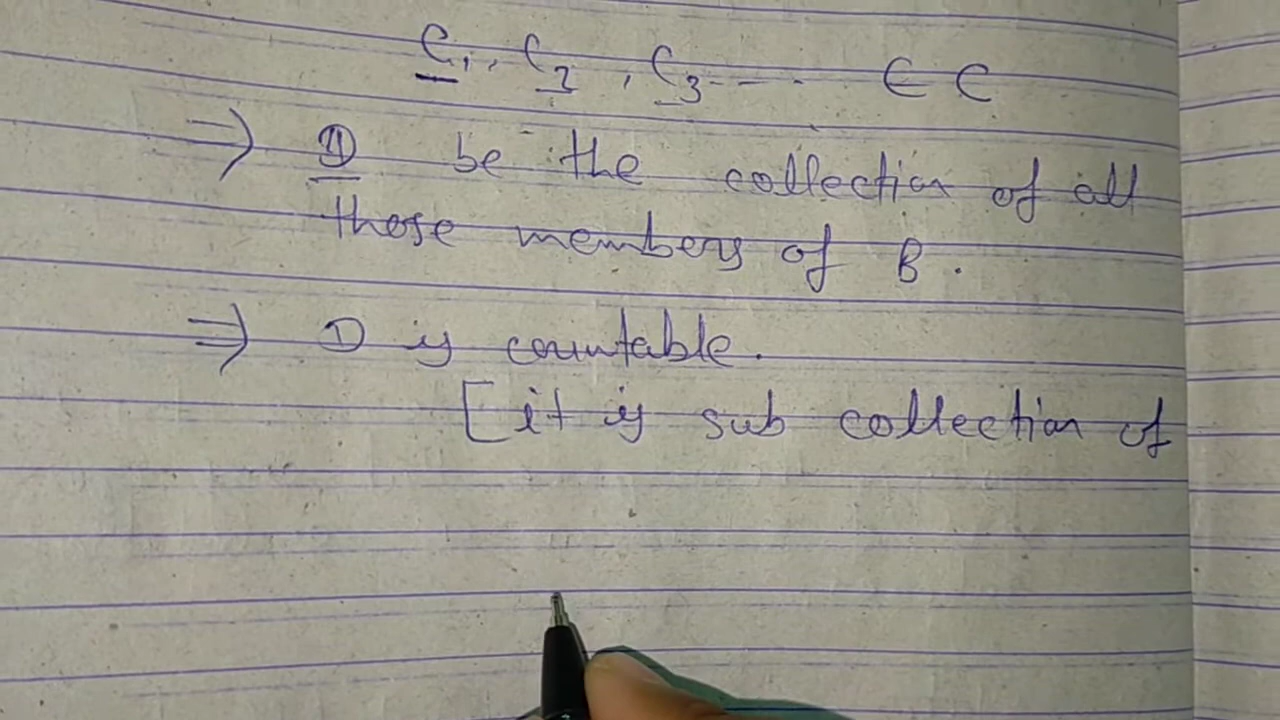 C1, C2, C3 --- ∈ C
⇒ D be the collection of all
those members of B.
⇒ D is countable.
[it is sub collection of